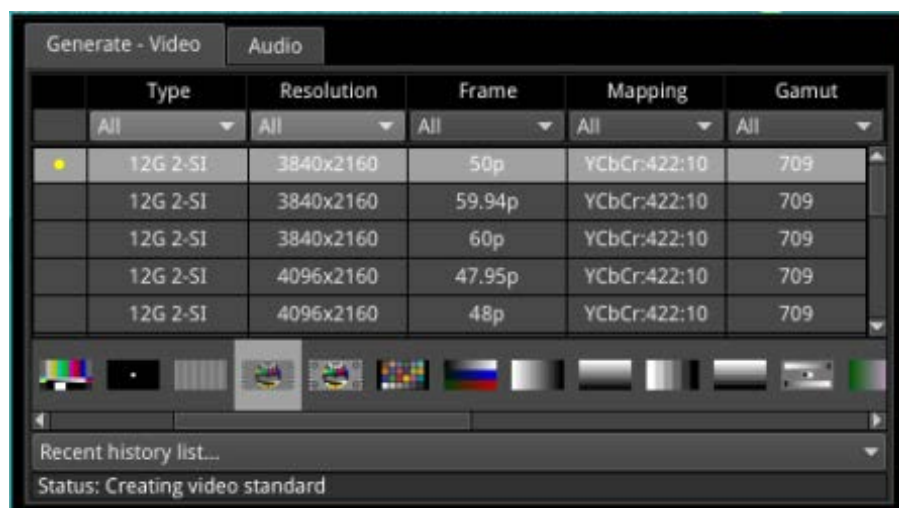 Generate - Video Audio
Type Resolution Frame Mapping Gamut
All All All All All
12G 2-SI 3840x2160 50p YCbCr:422:10 709
12G 2-SI 3840x2160 59.94p YCbCr:422:10 709
12G 2-SI 3840x2160 60p YCbCr:422:10 709
12G 2-SI 4096x2160 47.95p YCbCr:422:10 709
12G 2-SI 4096x2160 48p YCbCr:422:10 709
Recent history list...
Status: Creating video standard